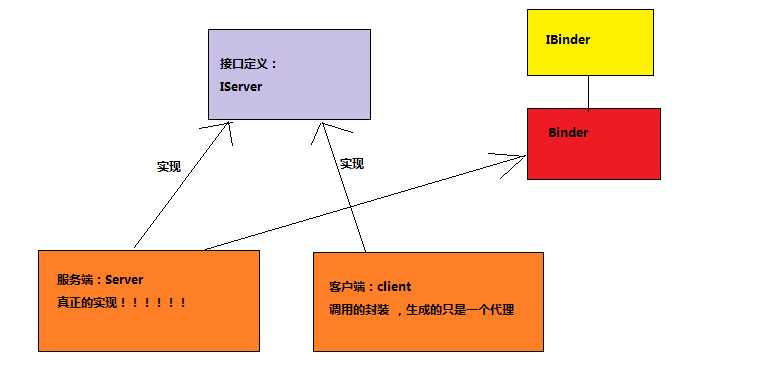 接口定义：
IServer
IBinder
Binder
实现
实现
服务端：Server
真正的实现！！！！！！
客户端：client
调用的封装 ，生成的只是一个代理